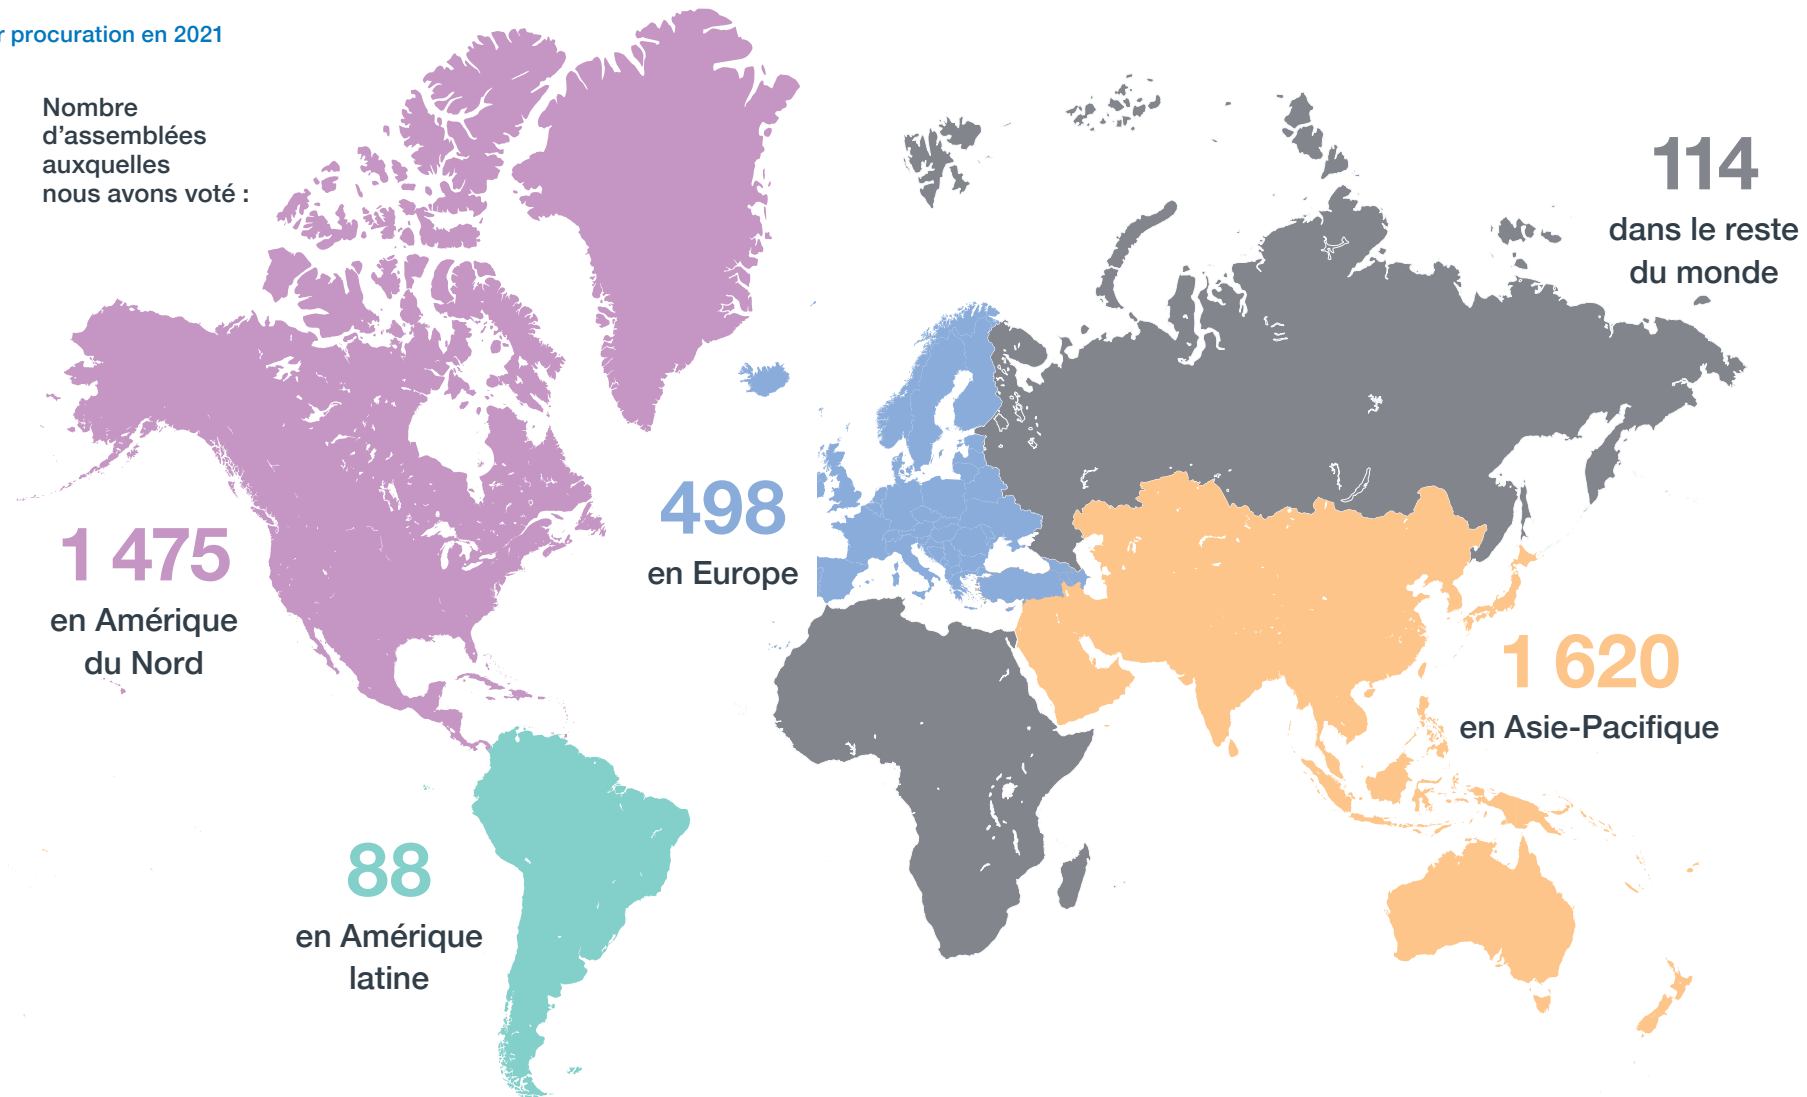 procuration en 2021
Nombre
d'assemblées
auxquelles
nous avons voté :
114
dans le reste
du monde
498
en Europe
1 475
en Amérique
du Nord
1 620
en Asie-Pacifique
88
en Amérique
latine